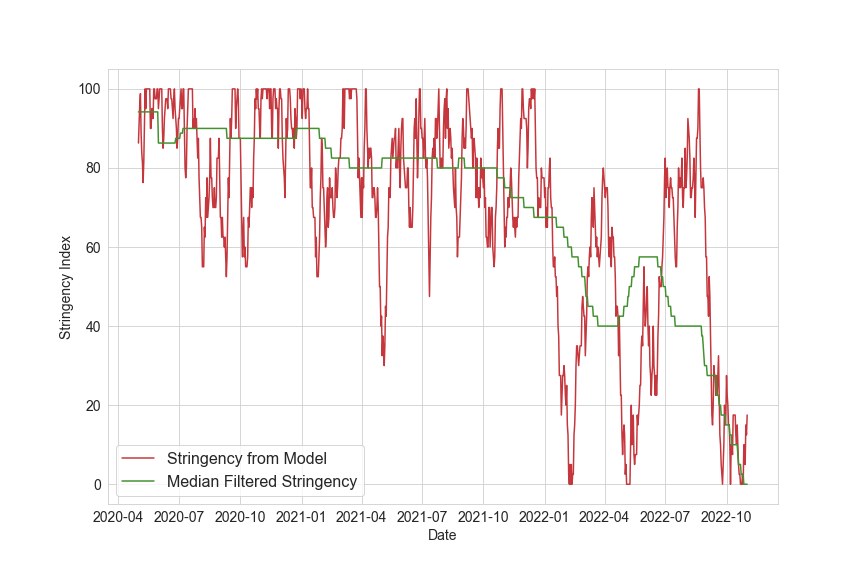 100
80
60
40
20
0
Stringency Index
Stringency from Model
Median Filtered Stringency
2020-04 2020-07 2020-10 2021-01 2021-04 2021-07 2021-10 2022-01 2022-04 2022-07 2022-10
Date